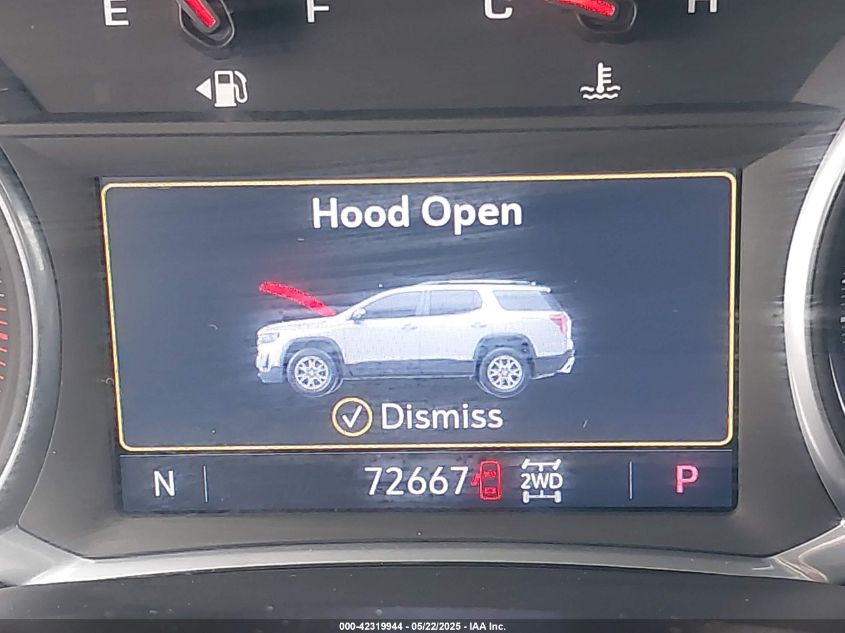 E F C H
Hood Open
Dismiss
N 72667 2WD P
000-42319944 - 05/22/2025 - IAA Inc.